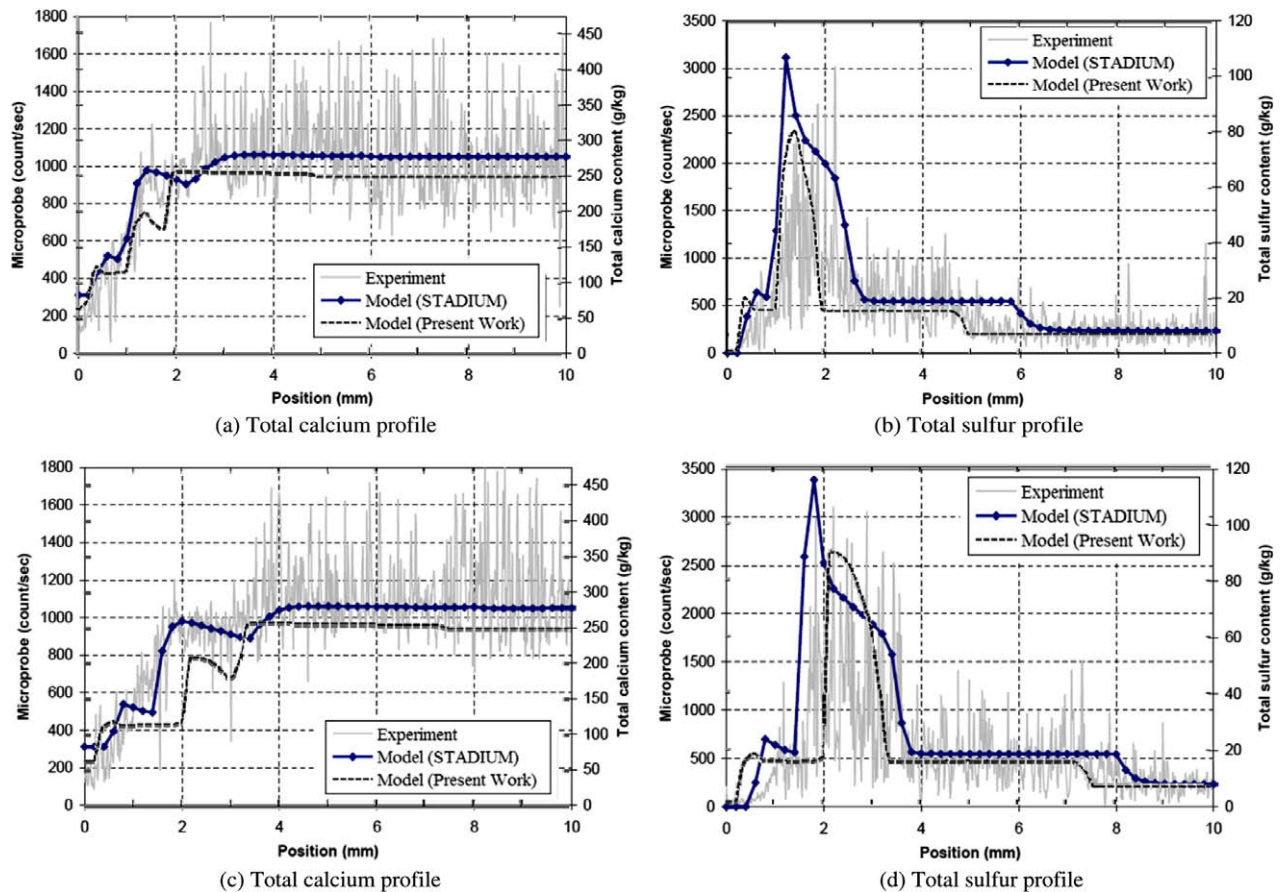 1800
1600
1400
1200
1000
800
600
400
200
0
Microprobe (count/sec)
450
400
350
300
250
200
150
100
50
0
Total calcium content (g/kg)
Experiment
Model (STADIUM)
Model (Present Work)
0 2 4 6 8 10
Position (mm)
(a) Total calcium profile
3500
3000
2500
2000
1500
1000
500
0
Microprobe (count/sec)
120
100
80
60
40
20
0
Total sulfur content (g/kg)
Experiment
Model (STADIUM)
Model (Present Work)
0 2 4 6 8 10
Position (mm)
(b) Total sulfur profile
1800
1600
1400
1200
1000
800
600
400
200
0
Microprobe (count/sec)
450
400
350
300
250
200
150
100
50
0
Total calcium content (g/kg)
Experiment
Model (STADIUM)
Model (Present Work)
0 2 4 6 8 10
Position (mm)
(c) Total calcium profile
3500
3000
2500
2000
1500
1000
500
0
Microprobe (count/sec)
120
100
80
60
40
20
0
Total sulfur content (g/kg)
Experiment
Model (STADIUM)
Model (Present Work)
0 2 4 6 8 10
Position (mm)
(d) Total sulfur profile